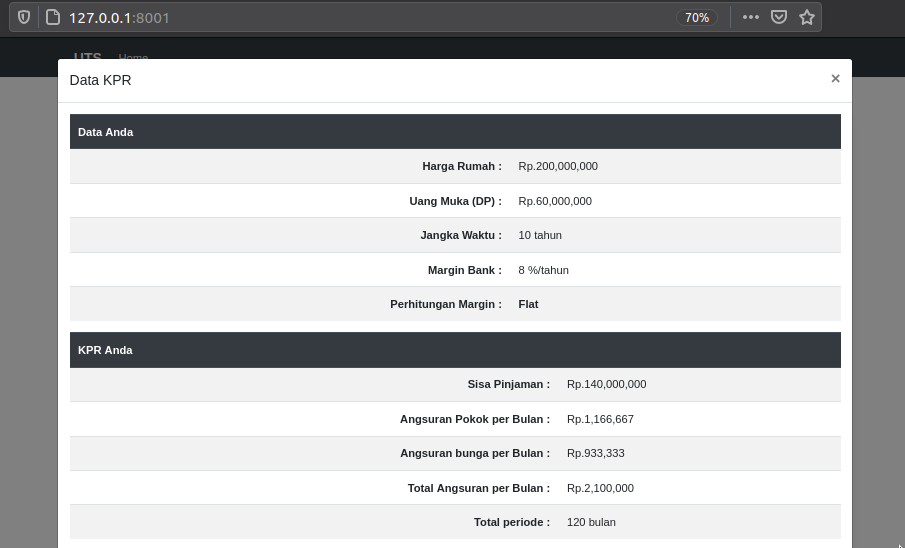 127.0.0.1:8001 70%
UTS Home
Data KPR ×
Data Anda
Harga Rumah : Rp.200,000,000
Uang Muka (DP) : Rp.60,000,000
Jangka Waktu : 10 tahun
Margin Bank : 8 %/tahun
Perhitungan Margin : Flat
KPR Anda
Sisa Pinjaman : Rp.140,000,000
Angsuran Pokok per Bulan : Rp.1,166,667
Angsuran bunga per Bulan : Rp.933,333
Total Angsuran per Bulan : Rp.2,100,000
Total periode : 120 bulan